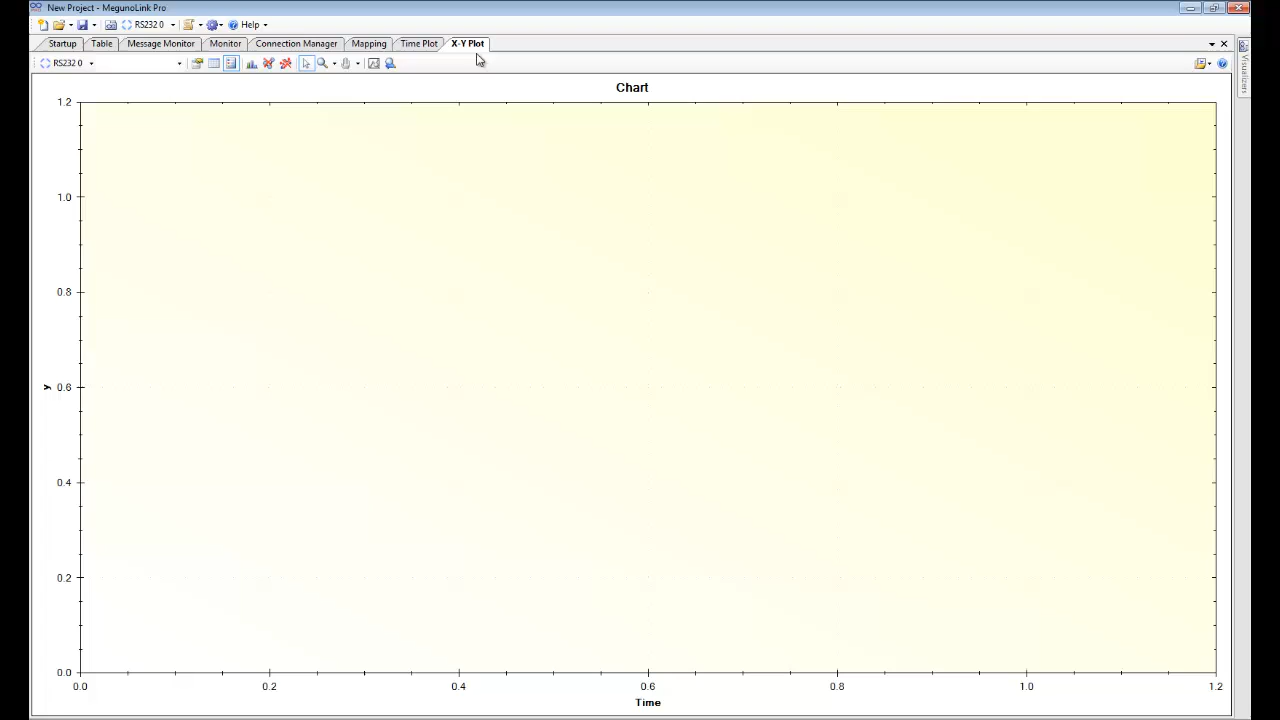 New Project - MegunoLink Pro
RS232 0 Help
Startup Table Message Monitor Monitor Connection Manager Mapping Time Plot X-Y Plot
RS232 0
Visualizers
Chart
1.2
1.0
0.8
0.6
0.4
0.2
0.0
y
0.0 0.2 0.4 0.6 0.8 1.0 1.2
Time